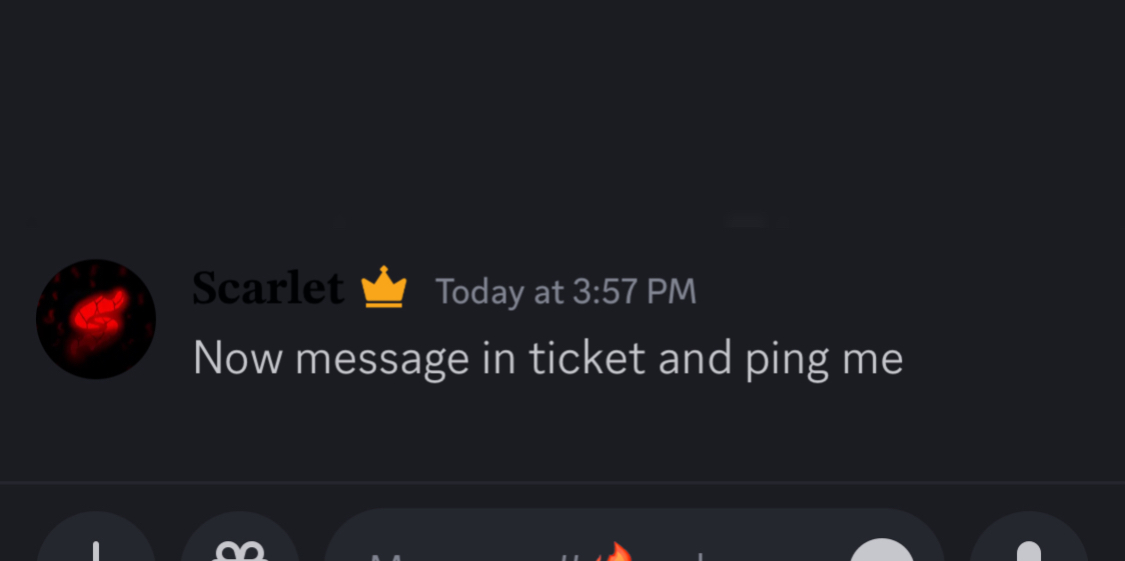 Scarlet 👑 Today at 3:57 PM
Now message in ticket and ping me